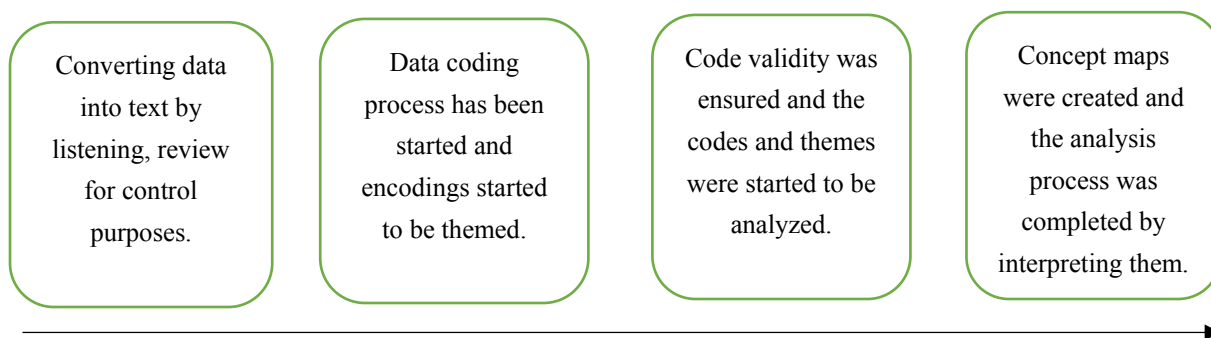 Converting data
into text by
listening, review
for control
purposes.
Data coding
process has been
started and
encodings started
to be themed.
Code validity was
ensured and the
codes and themes
were started to be
analyzed.
Concept maps
were created and
the analysis
process was
completed by
interpreting them.